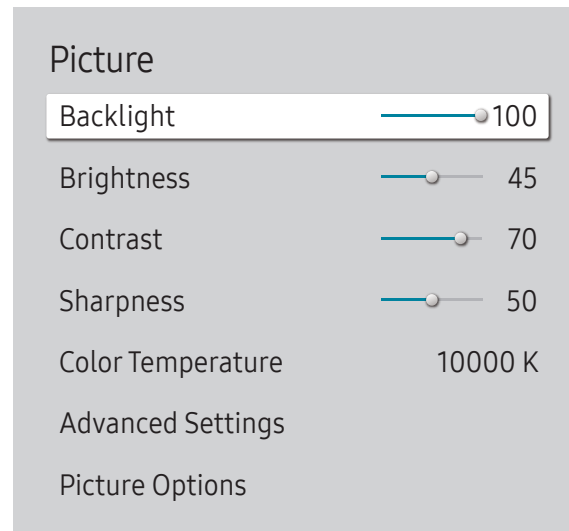 Picture
Backlight 100
Brightness 45
Contrast 70
Sharpness 50
Color Temperature 10000 K
Advanced Settings
Picture Options